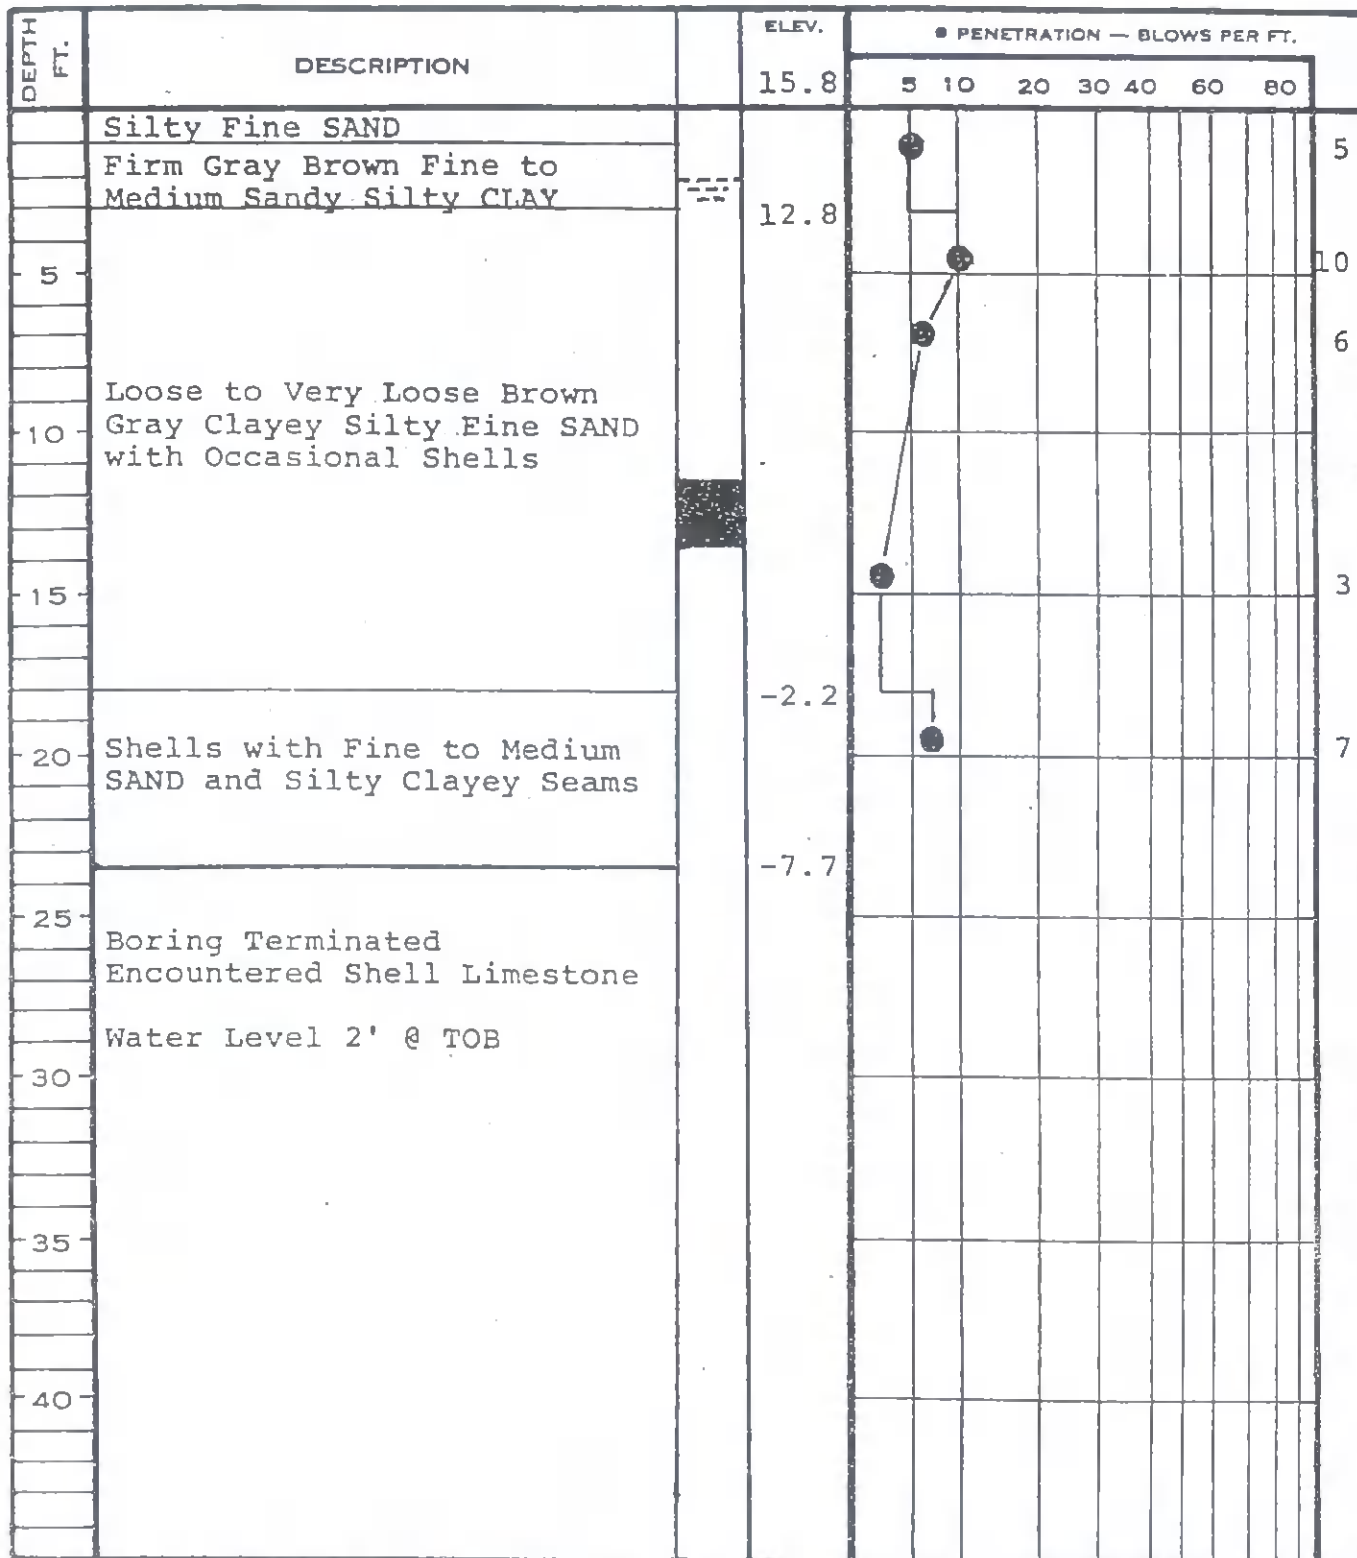 DEPTH FT.
DESCRIPTION
ELEV.
● PENETRATION — BLOWS PER FT.
15.8
5 10 20 30 40 60 80
Silty Fine SAND
5
Firm Gray Brown Fine to
Medium Sandy Silty CLAY
12.8
10
5
6
Loose to Very Loose Brown
Gray Clayey Silty Fine SAND
with Occasional Shells
10
3
15
-2.2
Shells with Fine to Medium
SAND and Silty Clayey Seams
20
7
-7.7
25
Boring Terminated
Encountered Shell Limestone
Water Level 2' @ TOB
30
35
40